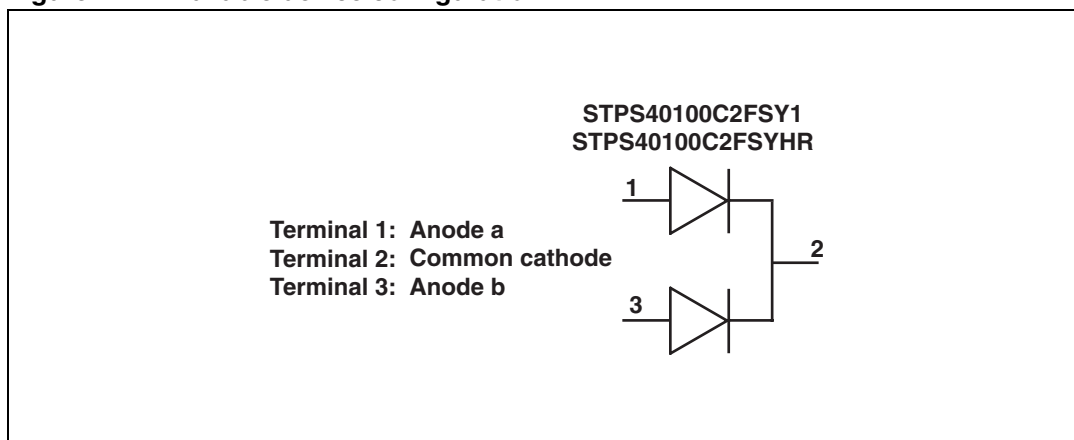 STPS40100C2FSY1
STPS40100C2FSYHR
1
Terminal 1: Anode a
Terminal 2: Common cathode
Terminal 3: Anode b
2
3